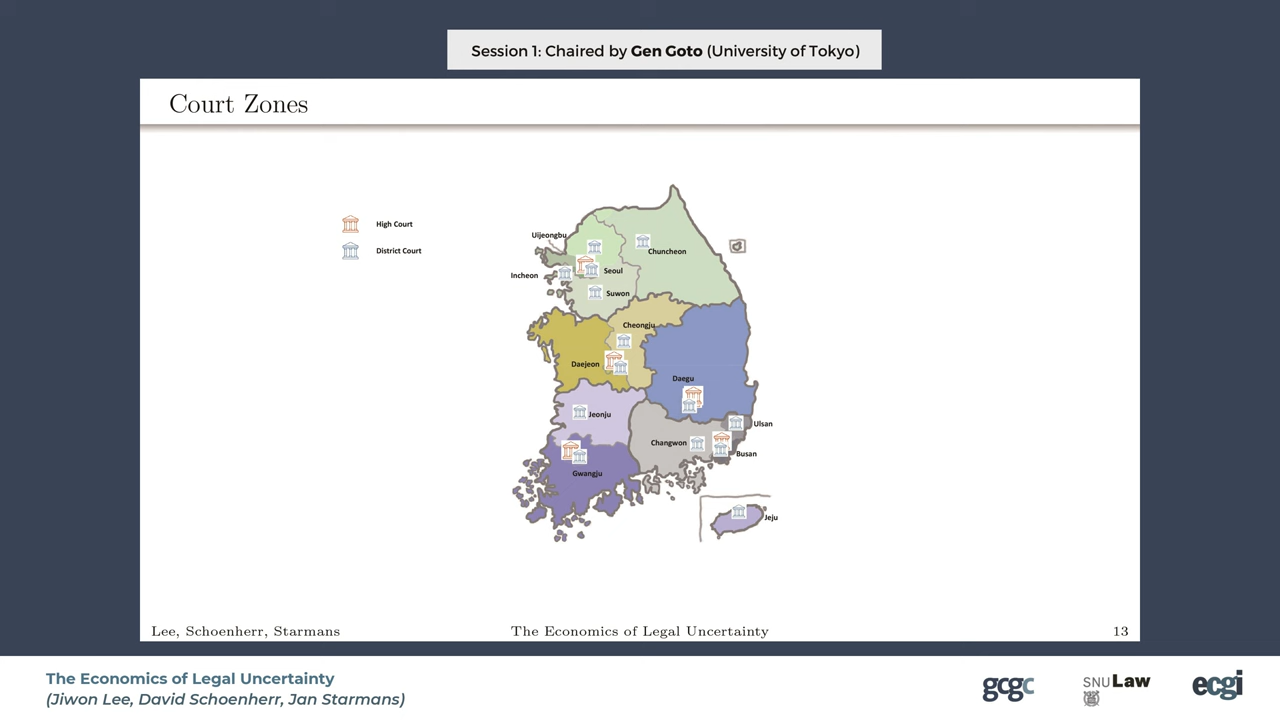 Session 1: Chaired by Gen Goto (University of Tokyo)
Court Zones
High Court
District Court
Uijeongbu
Chuncheon
Incheon
Seoul
Suwon
Cheongju
Daejeon
Daegu
Jeonju
Ulsan
Changwon
Busan
Gwangju
Jeju
Lee, Schoenherr, Starmans
The Economics of Legal Uncertainty
13
The Economics of Legal Uncertainty
(Jiwon Lee, David Schoenherr, Jan Starmans)
gcgc
SNU Law
ecgi